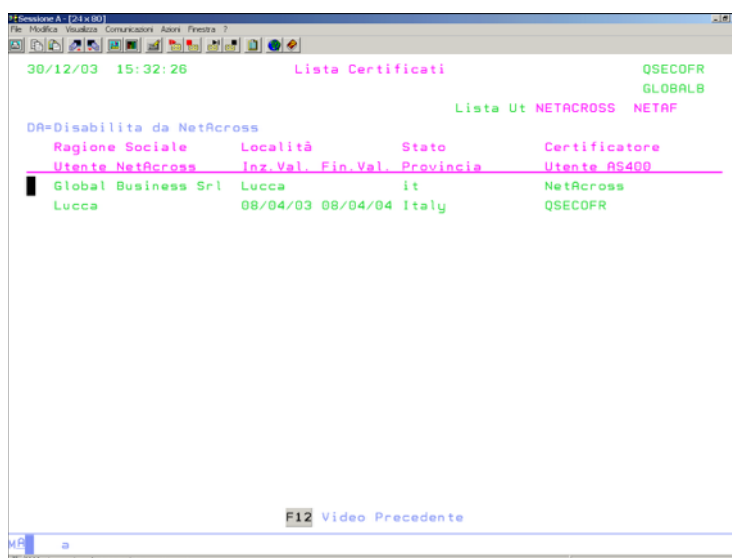 Sessione A - [24 x 80]
File Modifica Visualizza Comunicazioni Azioni Finestra ?
30/12/03 15:32:26 Lista Certificati QSECOFR
GLOBALB
Lista Ut NETACROSS NETAF
DA=Disabilita da NetAcross
Ragione Sociale Località Stato Certificatore
Utente NetAcross Inz.Val. Fin.Val. Provincia Utente AS400
Global Business Srl Lucca it NetAcross
Lucca 08/04/03 08/04/04 Italy QSECOFR
F12 Video Precedente
MA a